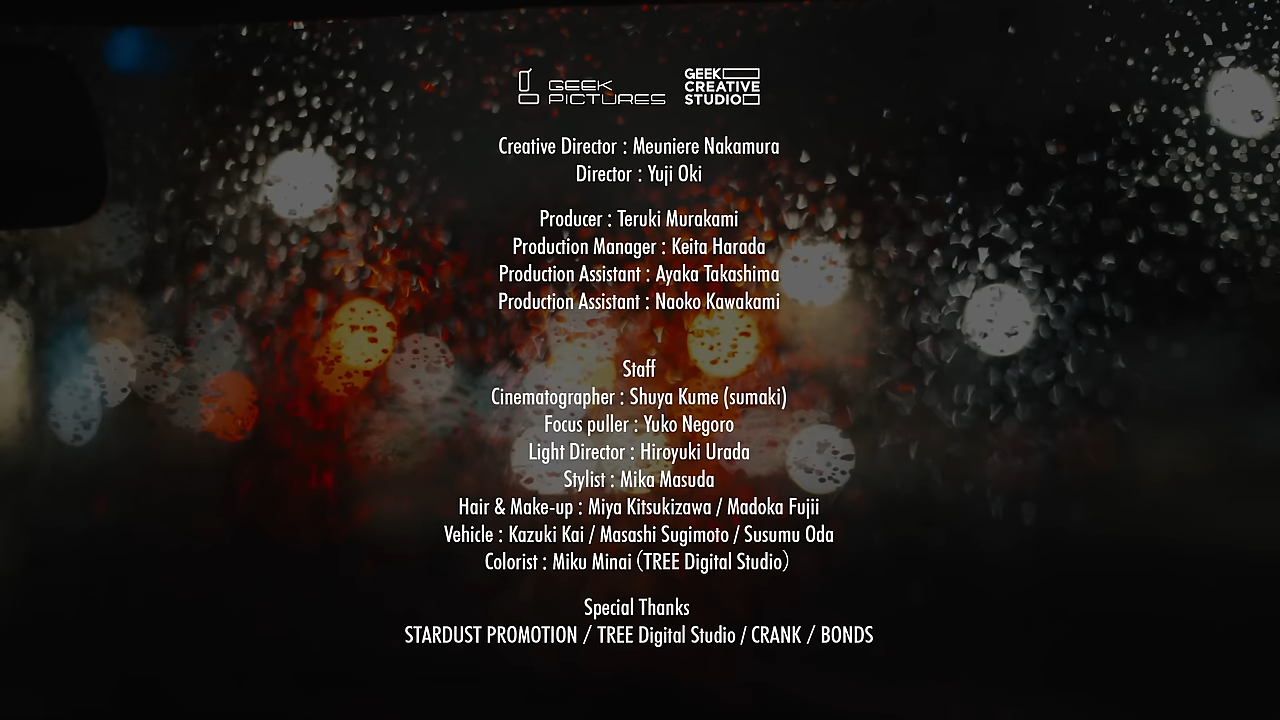 GEEK PICTURES
GEEK CREATIVE STUDIO
Creative Director : Meuniere Nakamura
Director : Yuji Oki
Producer : Teruki Murakami
Production Manager : Keita Harada
Production Assistant : Ayaka Takashima
Production Assistant : Naoko Kawakami
Staff
Cinematographer : Shuya Kume (sumaki)
Focus puller : Yuko Negoro
Light Director : Hiroyuki Urada
Stylist : Mika Masuda
Hair & Make-up : Miya Kitsukizawa / Madoka Fujii
Vehicle : Kazuki Kai / Masashi Sugimoto / Susumu Oda
Colorist : Miku Minai（TREE Digital Studio）
Special Thanks
STARDUST PROMOTION / TREE Digital Studio / CRANK / BONDS